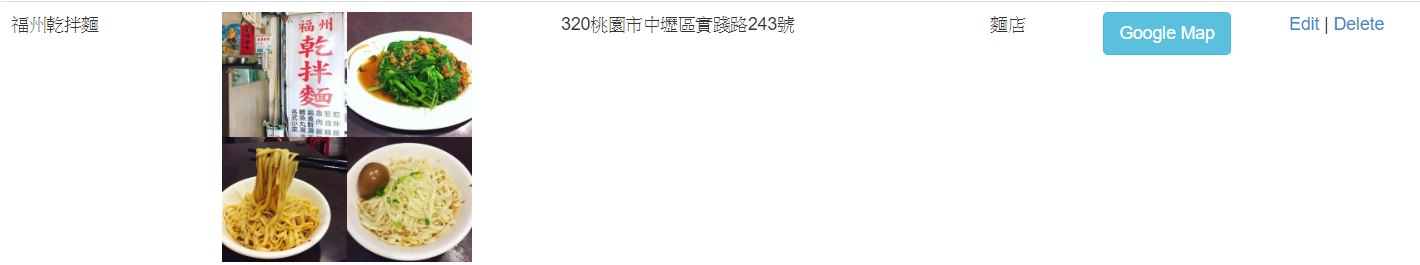 福州乾拌麵
320桃園市中壢區實踐路243號
麵店
Google Map
Edit | Delete
福州
乾拌麵